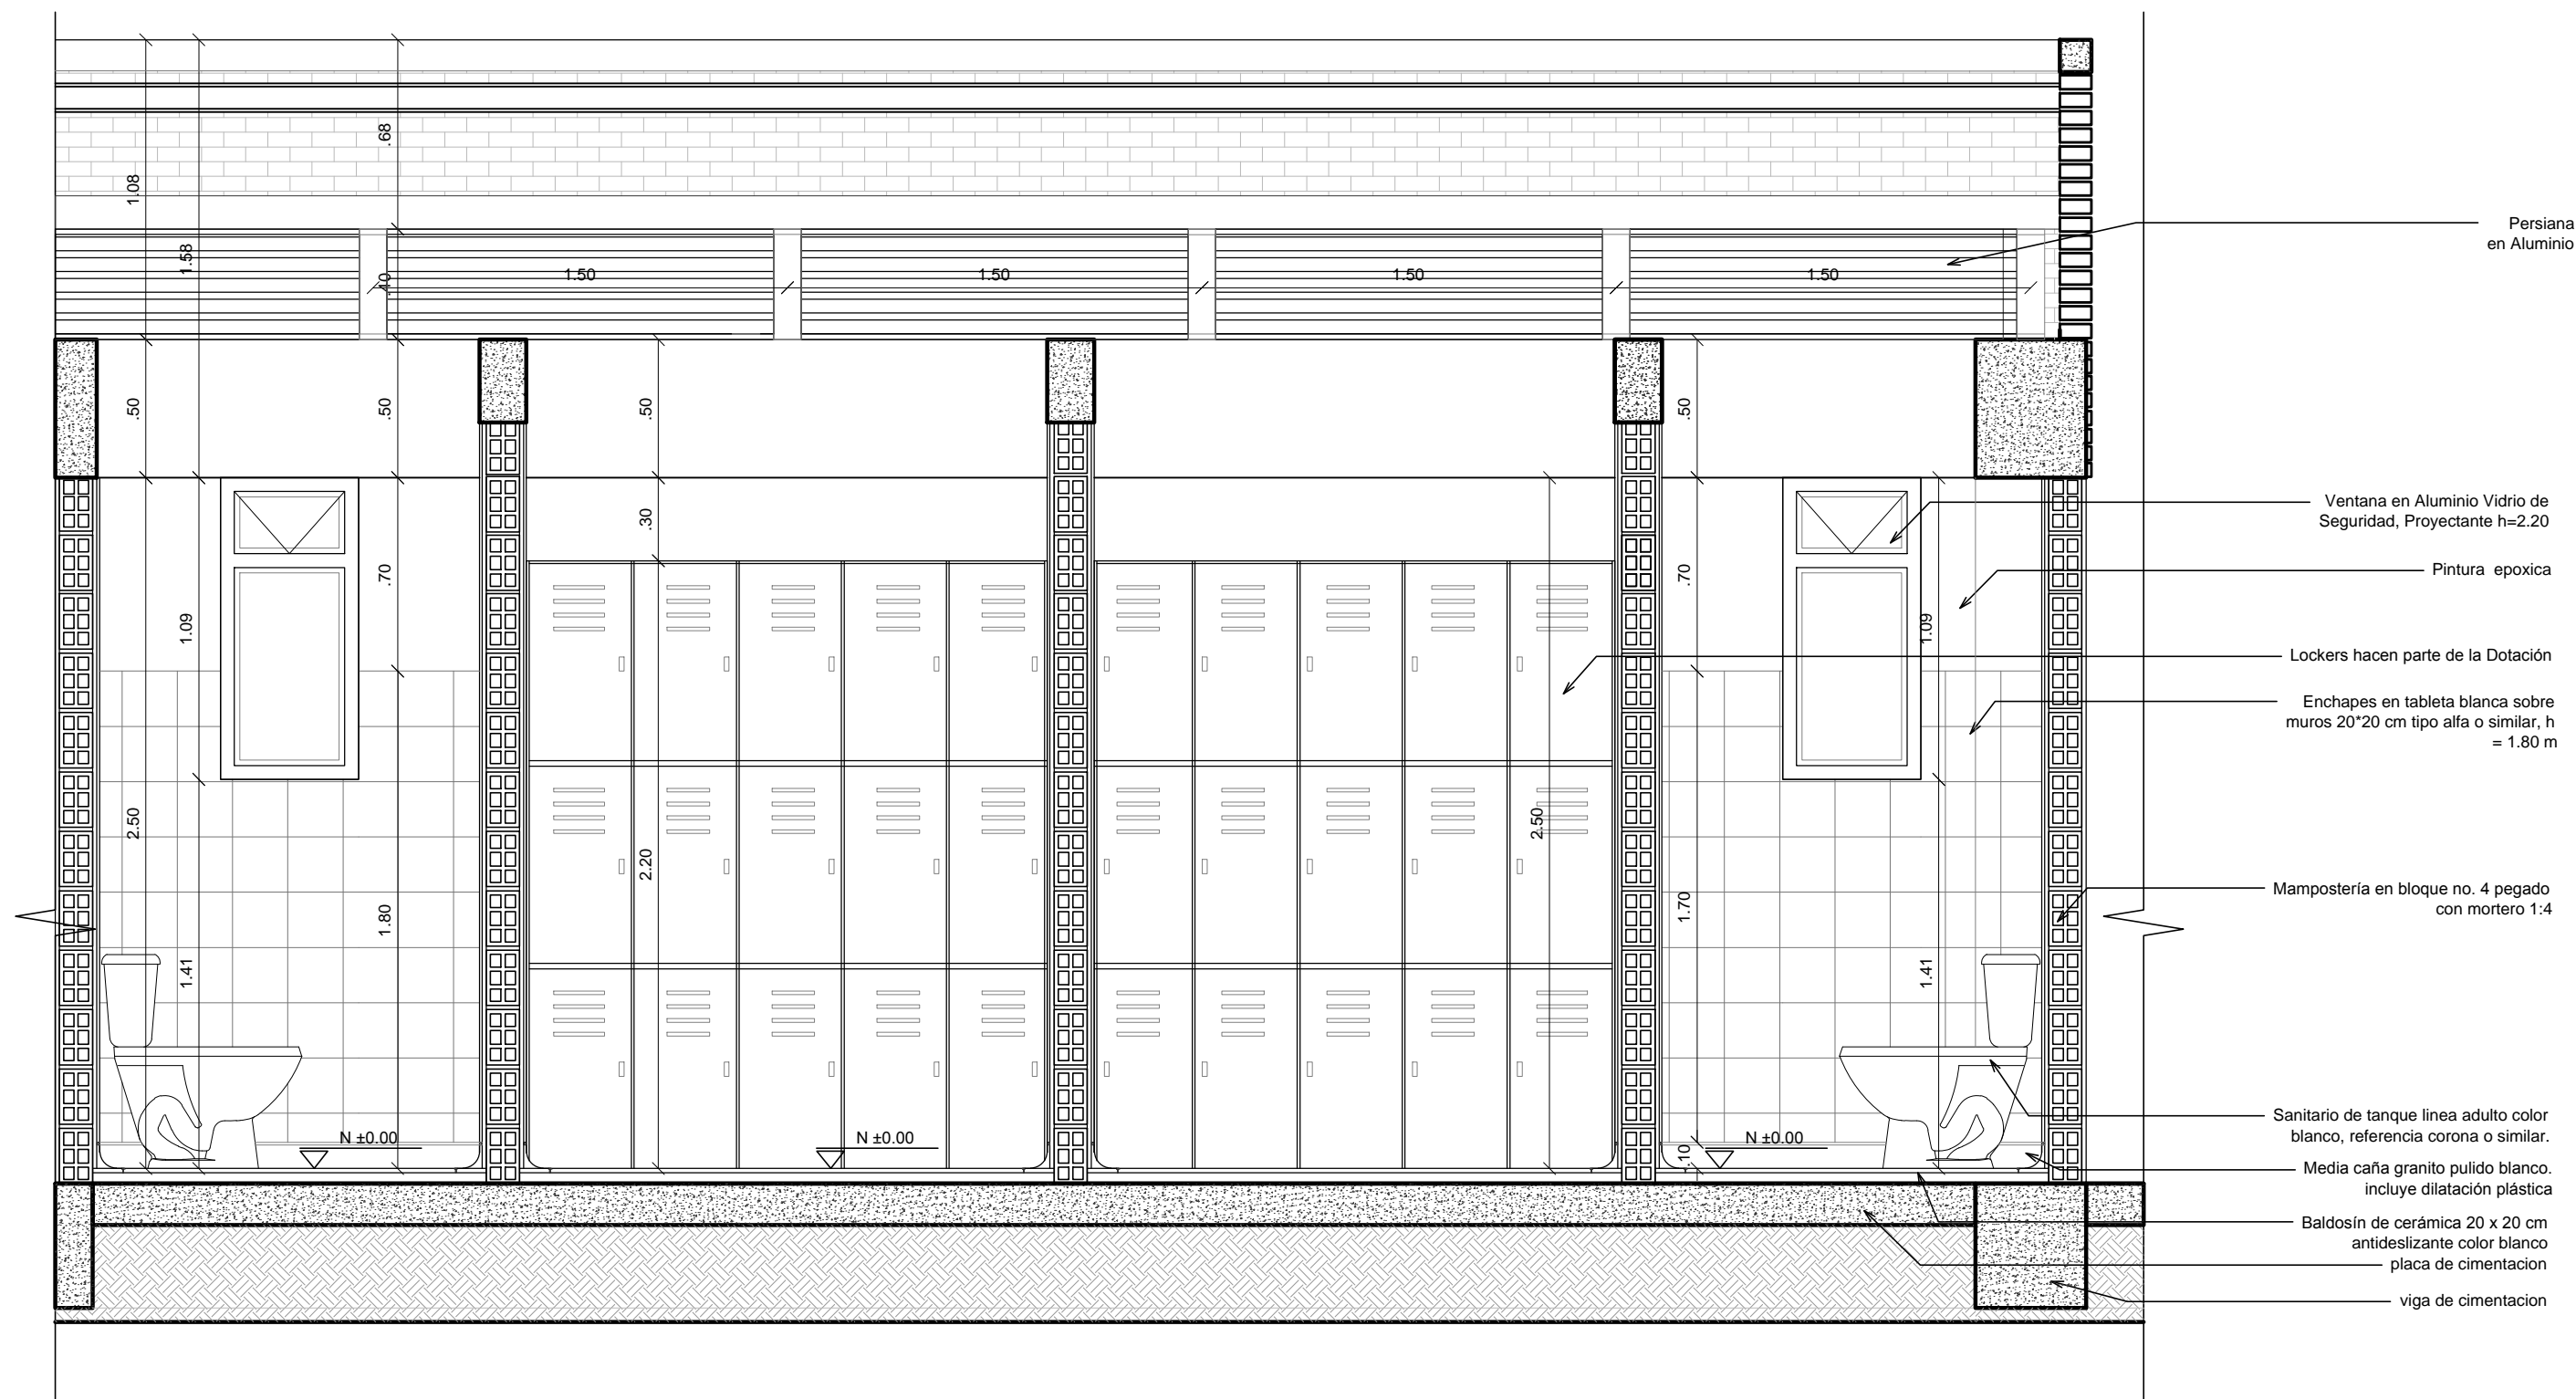 .68
1.08
1.58
.40
1.50
1.50
1.50
1.50
Persiana
en Aluminio
.50
.50
.50
.50
.30
.70
.70
1.09
1.09
2.50
2.50
2.20
1.80
1.70
1.41
1.41
.10
N ±0.00
N ±0.00
N ±0.00
Ventana en Aluminio Vidrio de
Seguridad, Proyectante h=2.20
Pintura epoxica
Lockers hacen parte de la Dotación
Enchapes en tableta blanca sobre
muros 20*20 cm tipo alfa o similar, h
= 1.80 m
Mampostería en bloque no. 4 pegado
con mortero 1:4
Sanitario de tanque linea adulto color
blanco, referencia corona o similar.
Media caña granito pulido blanco.
incluye dilatación plástica
Baldosín de cerámica 20 x 20 cm
antideslizante color blanco
placa de cimentacion
viga de cimentacion